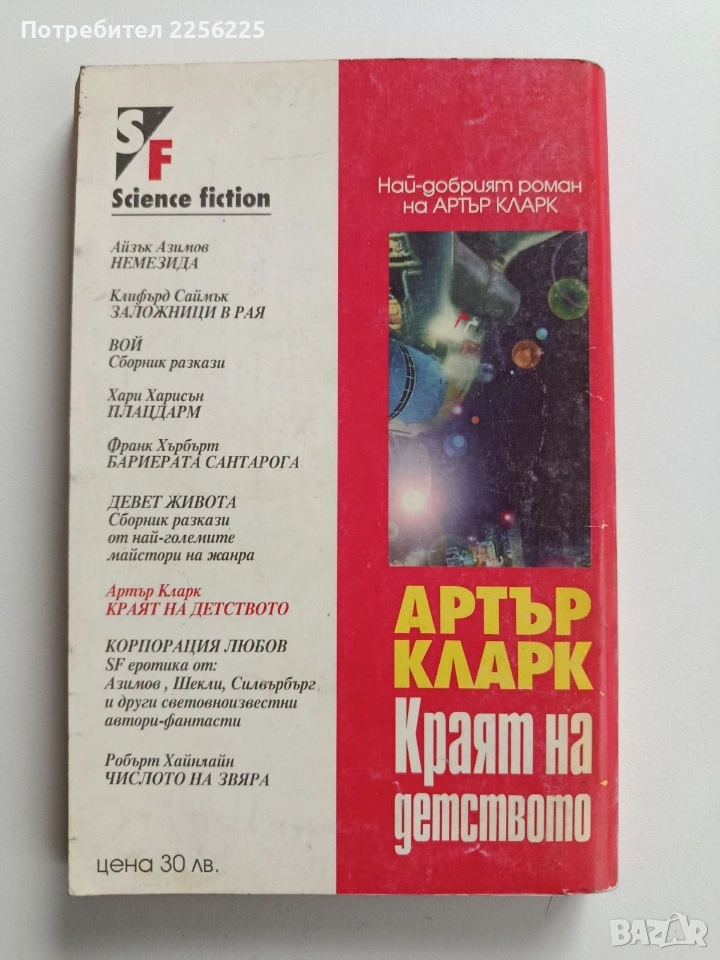 Потребител 2256225
SF
Science fiction
Айзък Азимов
НЕМЕЗИДА
Клифърд Саймък
ЗАЛОЖНИЦИ В РАЯ
ВОЙ
Сборник разкази
Хари Харисън
ПЛАЦДАРМ
Франк Хърбърт
БАРИЕРАТА САНТАРОГА
ДЕВЕТ ЖИВОТА
Сборник разкази
от най-големите
майстори на жанра
Артър Кларк
КРАЯТ НА ДЕТСТВОТО
КОРПОРАЦИЯ ЛЮБОВ
SF еротика от:
Азимов , Шекли, Силвърбърг
и други световноизвестни
автори-фантасти
Робърт Хайнлайн
ЧИСЛОТО НА ЗВЯРА
цена 30 лв.
Най-добрият роман
на АРТЪР КЛАРК
АРТЪР
КЛАРК
Краят на
детството
BAZAR